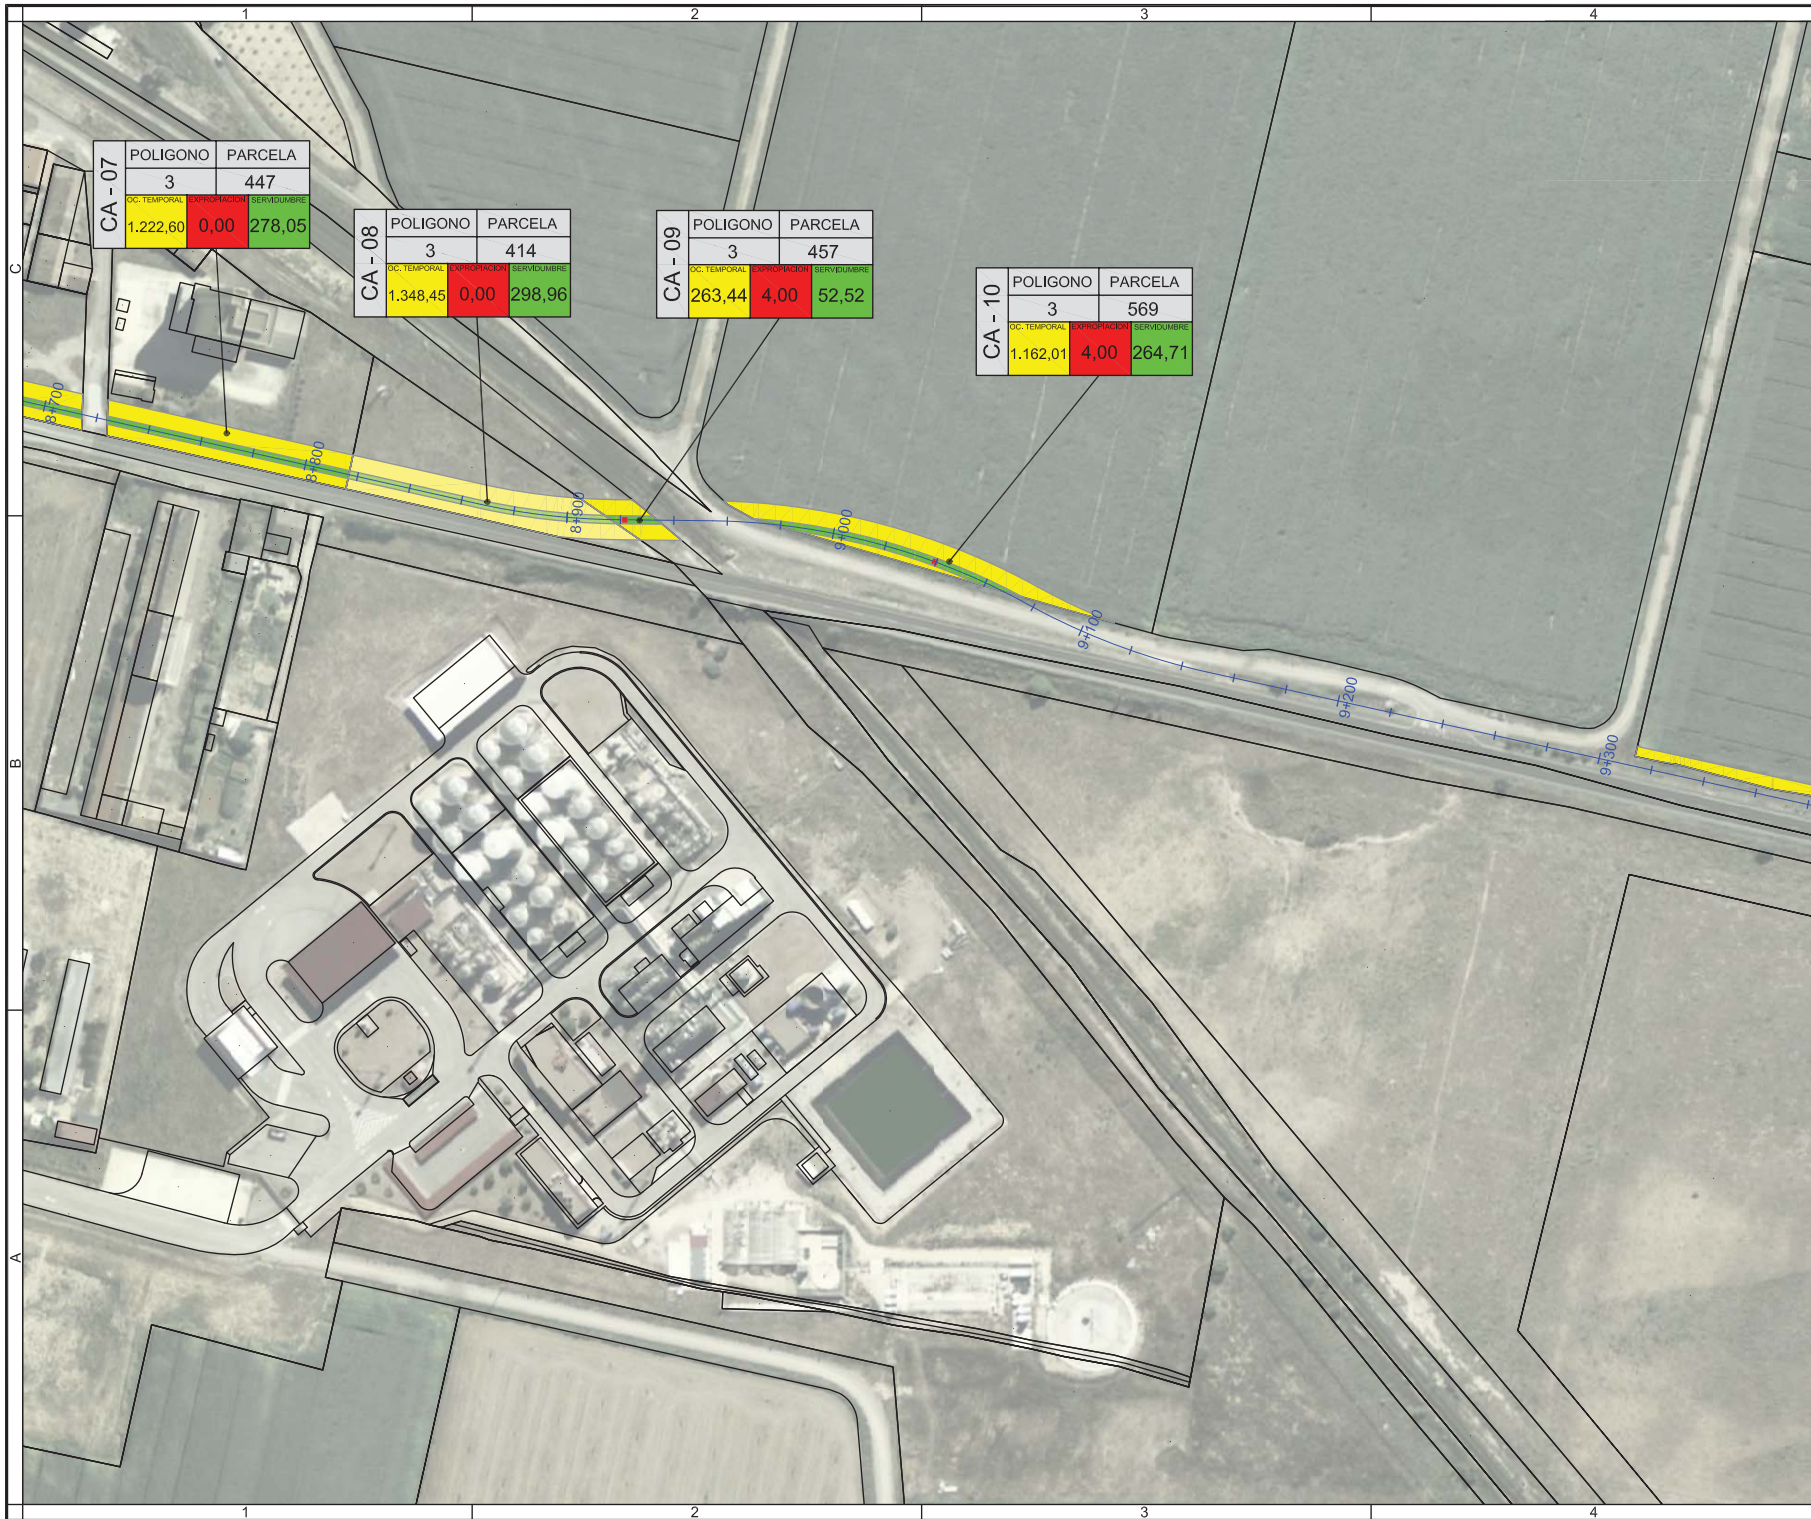 1 2 3 4
C
B
A
CA - 07
POLIGONO PARCELA
3 447
OC. TEMPORAL EXPROPIACION SERVIDUMBRE
1.222,60 0,00 278,05
CA - 08
POLIGONO PARCELA
3 414
OC. TEMPORAL EXPROPIACION SERVIDUMBRE
1.348,45 0,00 298,96
CA - 09
POLIGONO PARCELA
3 457
OC. TEMPORAL EXPROPIACION SERVIDUMBRE
263,44 4,00 52,52
CA - 10
POLIGONO PARCELA
3 569
OC. TEMPORAL EXPROPIACION SERVIDUMBRE
1.162,01 4,00 264,71
8+700
8+800
8+900
9+000
9+100
9+200
9+300
1 2 3 4